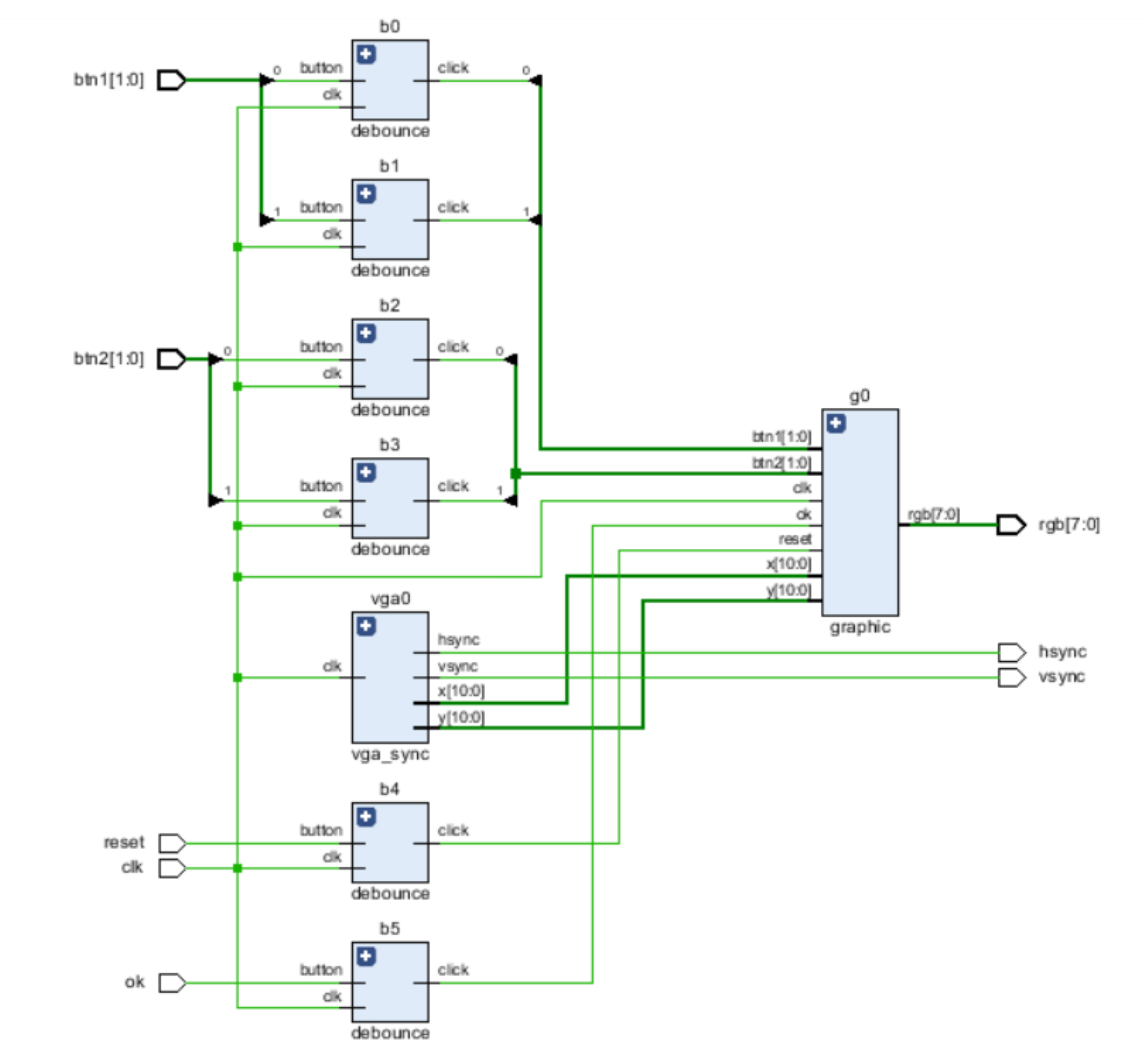 b0
btn1[1:0]
0
button
click
0
clk
debounce
b1
1
button
click
1
clk
debounce
b2
btn2[1:0]
0
button
click
0
clk
debounce
b3
1
button
click
1
clk
debounce
g0
btn1[1:0]
btn2[1:0]
clk
ok
reset
x[10:0]
y[10:0]
rgb[7:0]
rgb[7:0]
graphic
vga0
clk
hsync
vsync
x[10:0]
y[10:0]
vga_sync
hsync
vsync
b4
reset
button
click
clk
clk
debounce
b5
ok
button
click
clk
debounce